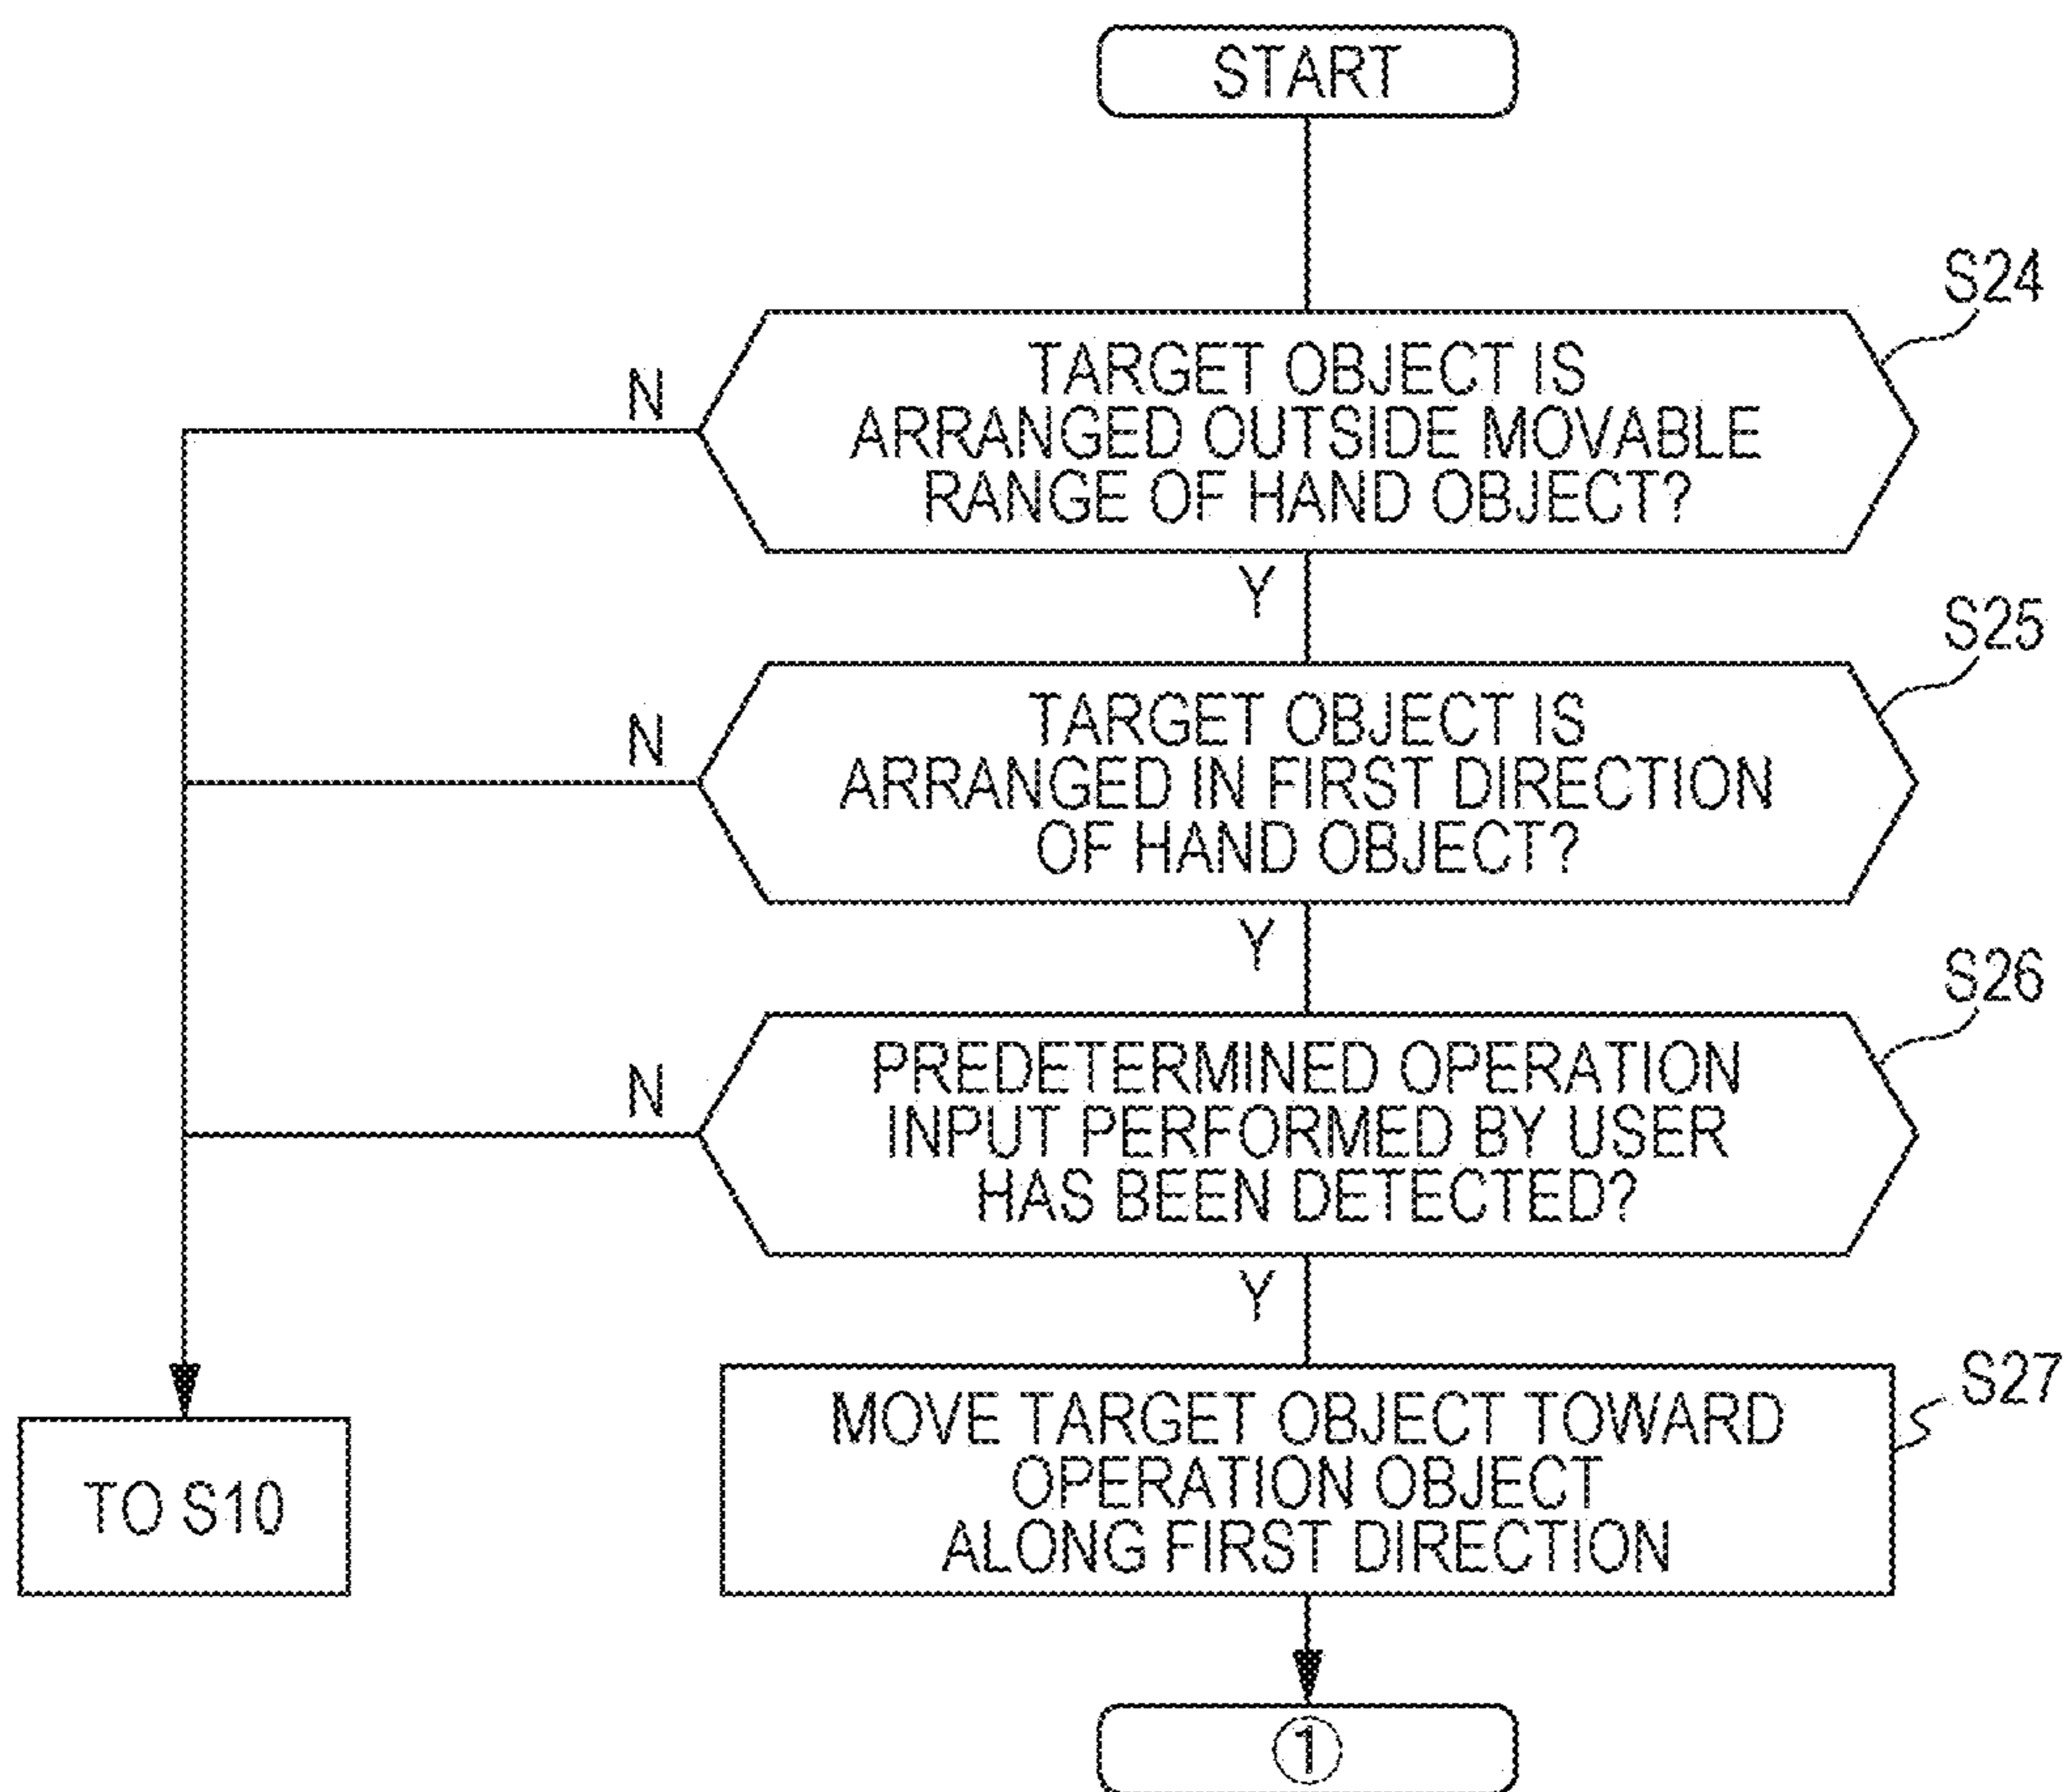 START
S24
TARGET OBJECT IS
ARRANGED OUTSIDE MOVABLE
RANGE OF HAND OBJECT?
N
Y
S25
TARGET OBJECT IS
ARRANGED IN FIRST DIRECTION
OF HAND OBJECT?
N
Y
S26
PREDETERMINED OPERATION
INPUT PERFORMED BY USER
HAS BEEN DETECTED?
N
Y
S27
MOVE TARGET OBJECT TOWARD
OPERATION OBJECT
ALONG FIRST DIRECTION
TO S10
①